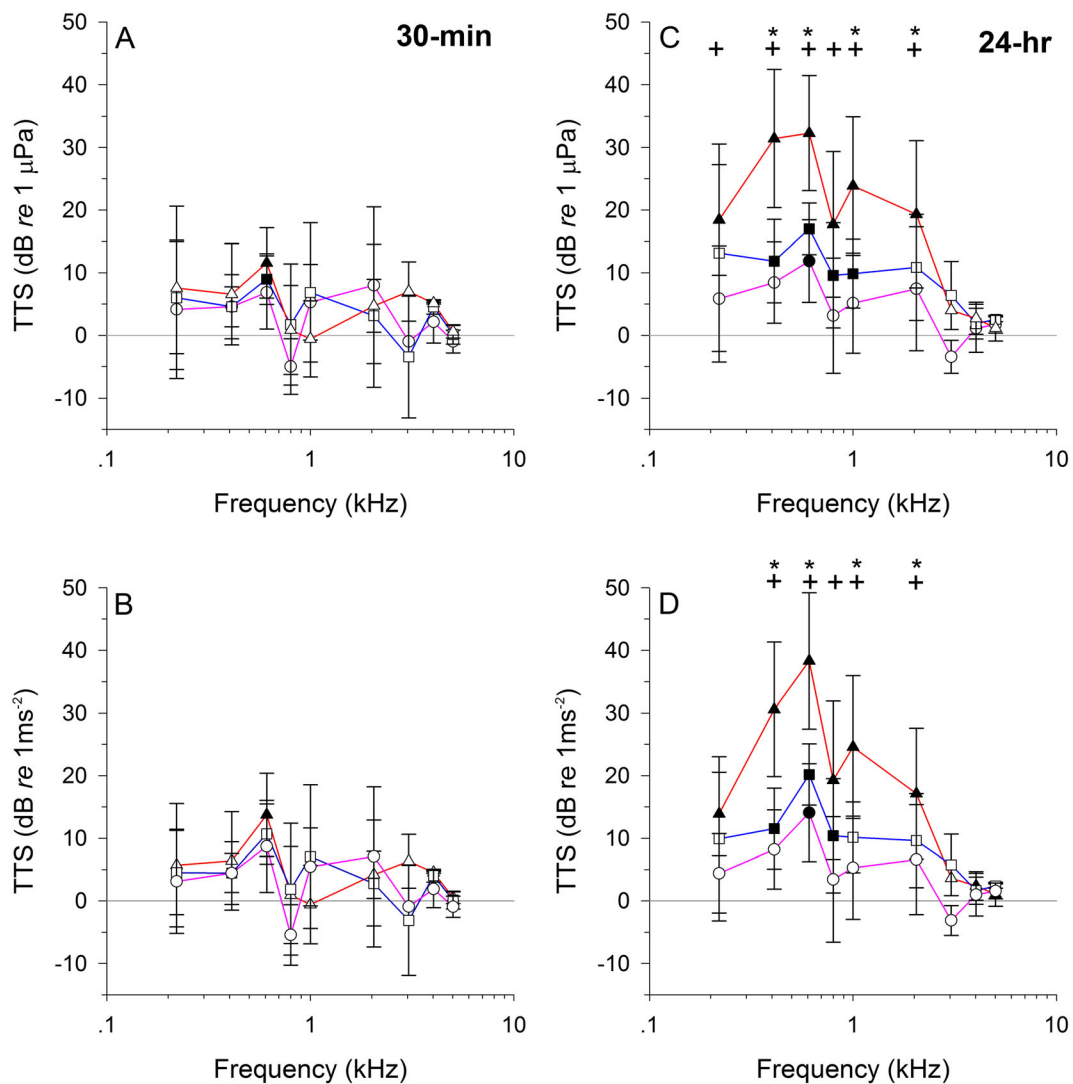 A
30-min
50
40
30
20
10
0
-10
TTS (dB re 1 μPa)
.1
1
10
Frequency (kHz)
C
24-hr
* * * *
+ + + + + +
50
40
30
20
10
0
-10
TTS (dB re 1 μPa)
.1
1
10
Frequency (kHz)
B
50
40
30
20
10
0
-10
TTS (dB re 1ms⁻²)
.1
1
10
Frequency (kHz)
D
* * * *
+ + + + +
50
40
30
20
10
0
-10
TTS (dB re 1ms⁻²)
.1
1
10
Frequency (kHz)